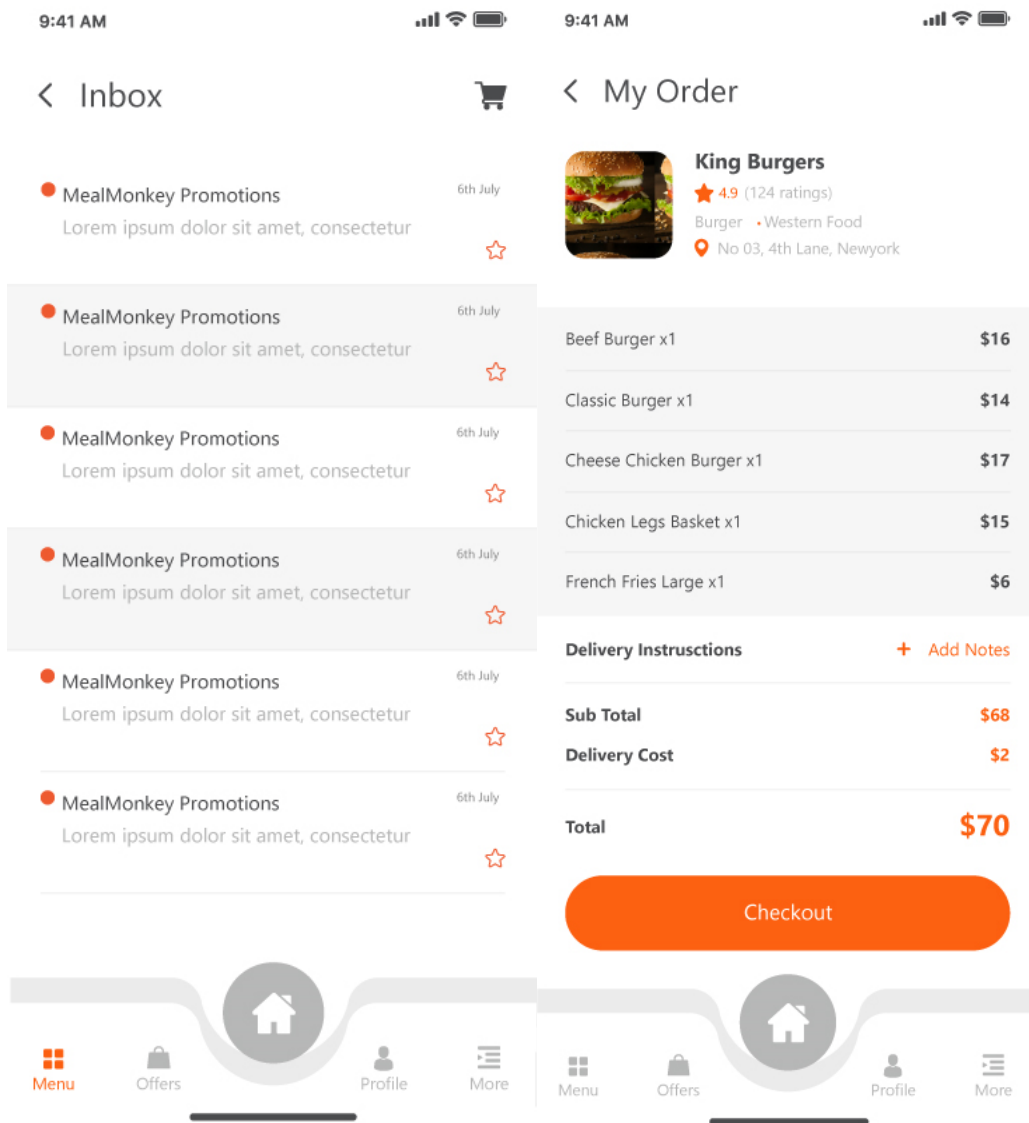 9:41 AM
Inbox
MealMonkey Promotions
6th July
Lorem ipsum dolor sit amet, consectetur
MealMonkey Promotions
6th July
Lorem ipsum dolor sit amet, consectetur
MealMonkey Promotions
6th July
Lorem ipsum dolor sit amet, consectetur
MealMonkey Promotions
6th July
Lorem ipsum dolor sit amet, consectetur
MealMonkey Promotions
6th July
Lorem ipsum dolor sit amet, consectetur
MealMonkey Promotions
6th July
Lorem ipsum dolor sit amet, consectetur
Menu
Offers
Profile
More
9:41 AM
My Order
King Burgers
4.9 (124 ratings)
Burger • Western Food
No 03, 4th Lane, Newyork
Beef Burger x1 $16
Classic Burger x1 $14
Cheese Chicken Burger x1 $17
Chicken Legs Basket x1 $15
French Fries Large x1 $6
Delivery Instrusctions + Add Notes
Sub Total $68
Delivery Cost $2
Total $70
Checkout
Menu
Offers
Profile
More